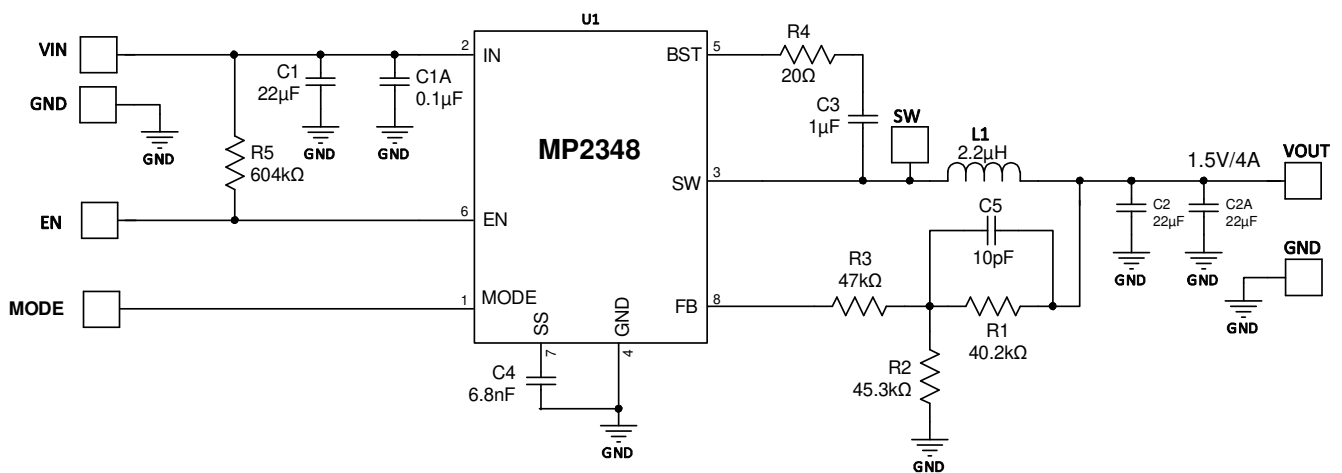 U1
VIN
2
IN
BST
5
R4
20Ω
C1
22µF
C1A
0.1µF
GND
GND
GND
GND
C3
1µF
SW
L1
2.2µH
MP2348
R5
604kΩ
SW
3
1.5V/4A
VOUT
EN
6
EN
C5
10pF
C2
22µF
C2A
22µF
GND
GND
GND
GND
R3
47kΩ
MODE
1
MODE
FB
8
R1
40.2kΩ
SS
GND
7
4
C4
6.8nF
R2
45.3kΩ
GND
GND